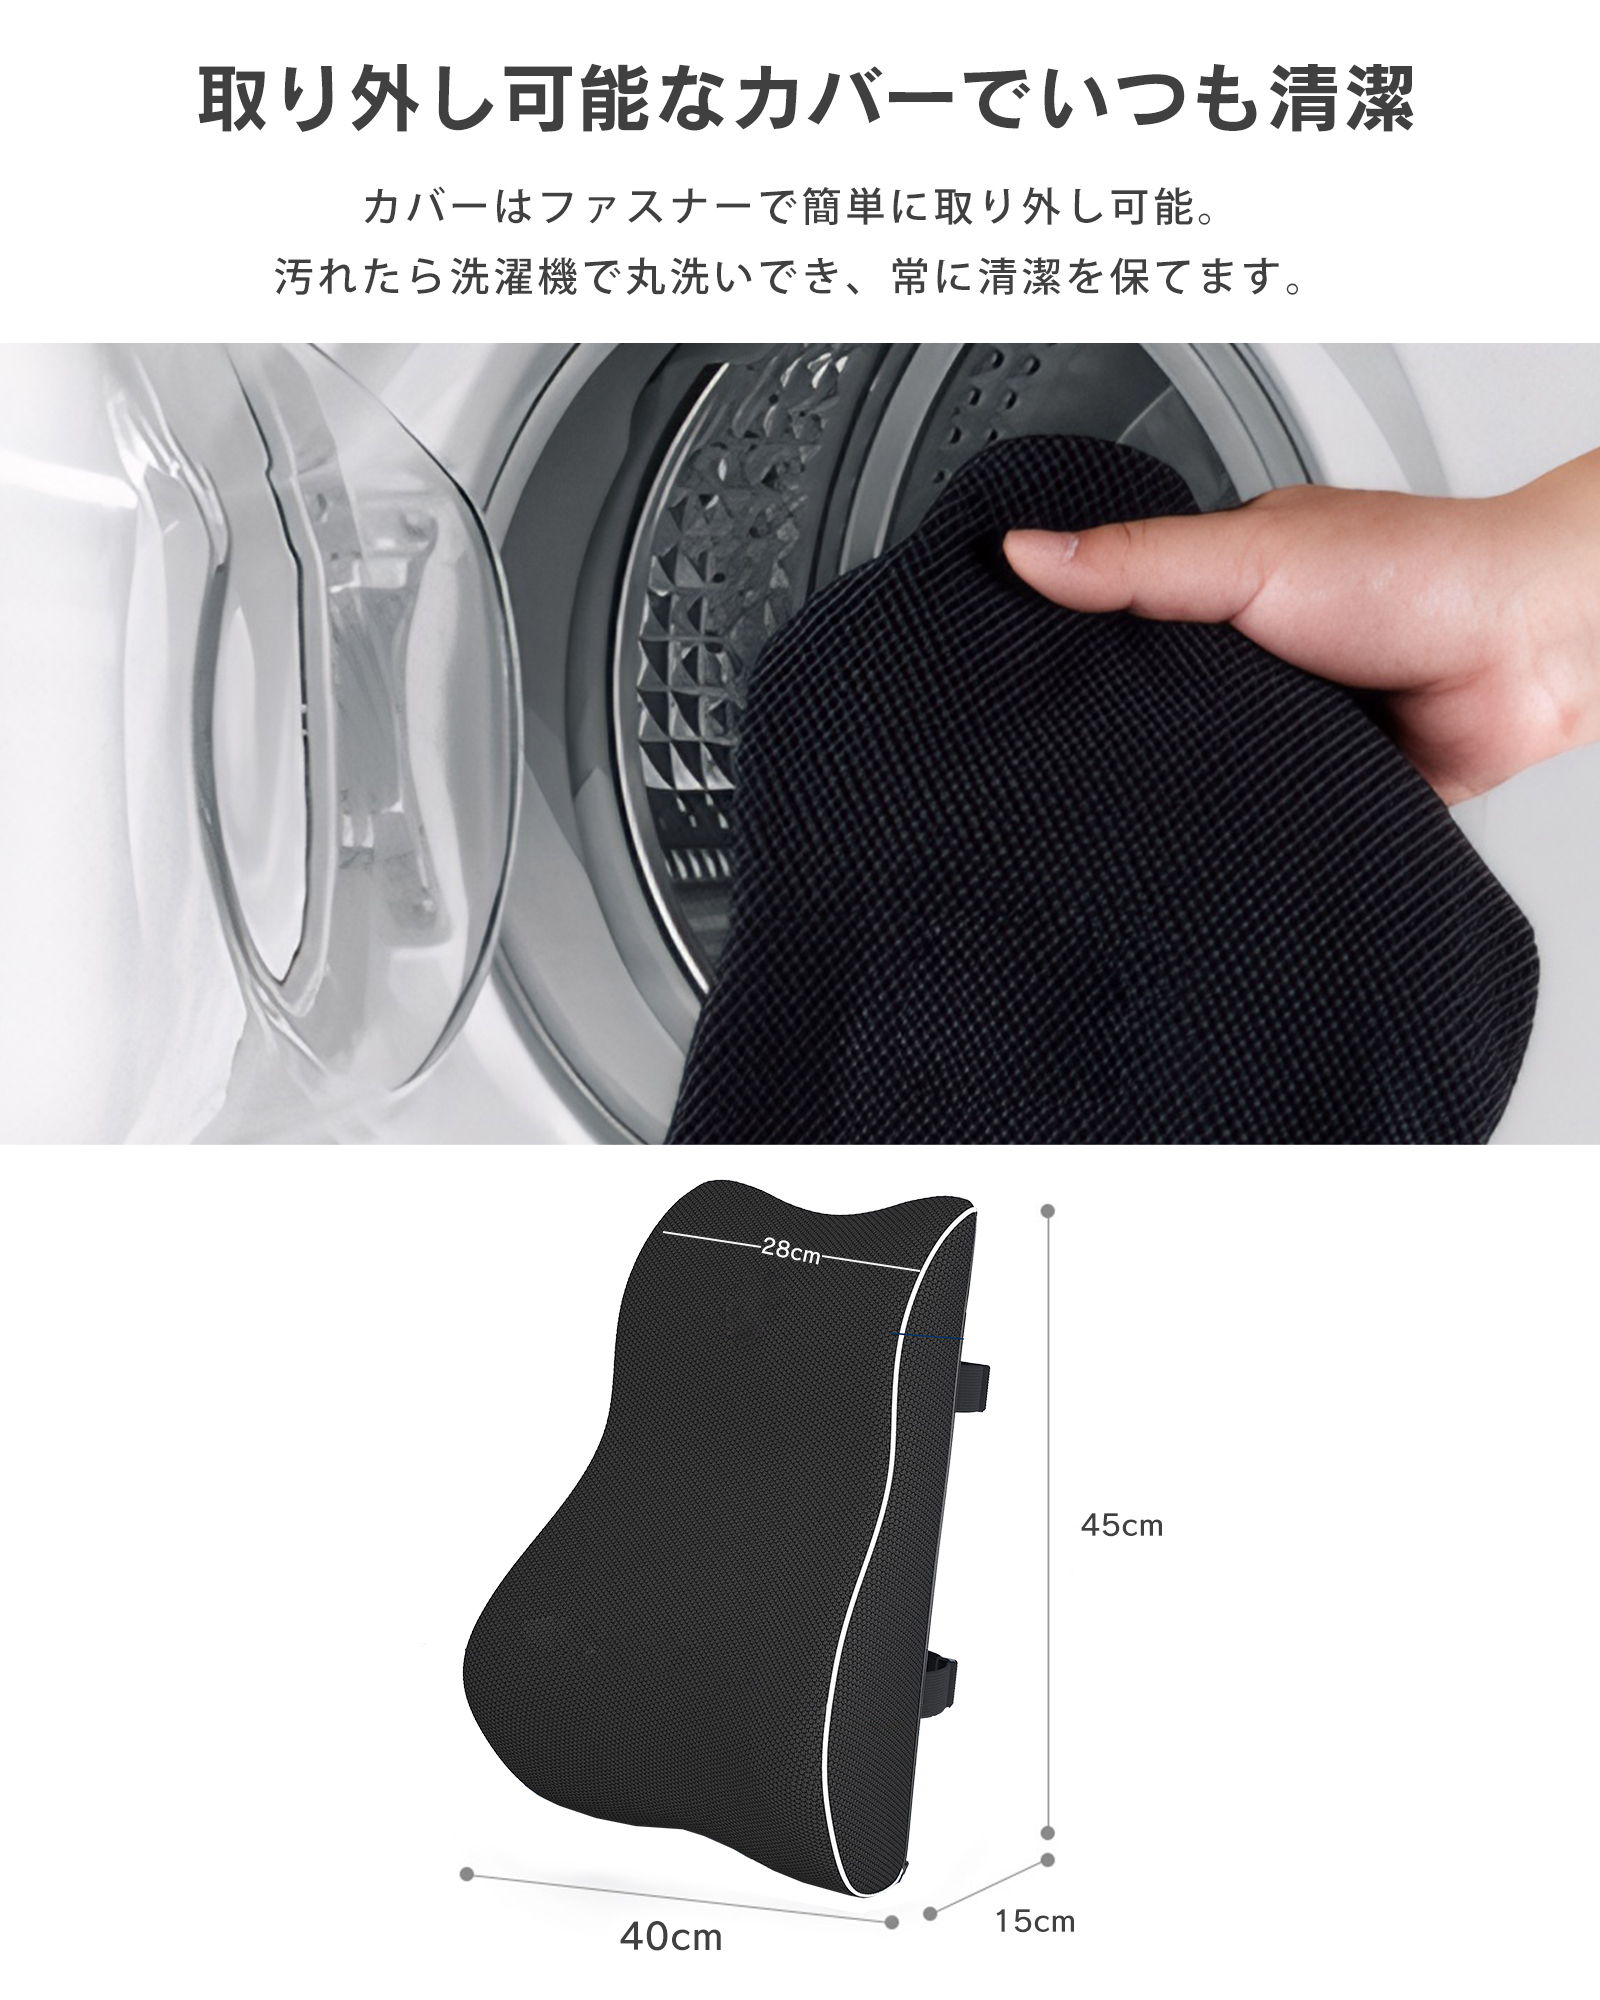 取り外し可能なカバーでいつも清潔
カバーはファスナーで簡単に取り外し可能。
汚れたら洗濯機で丸洗いでき、常に清潔を保てます。
28cm
45cm
15cm
40cm